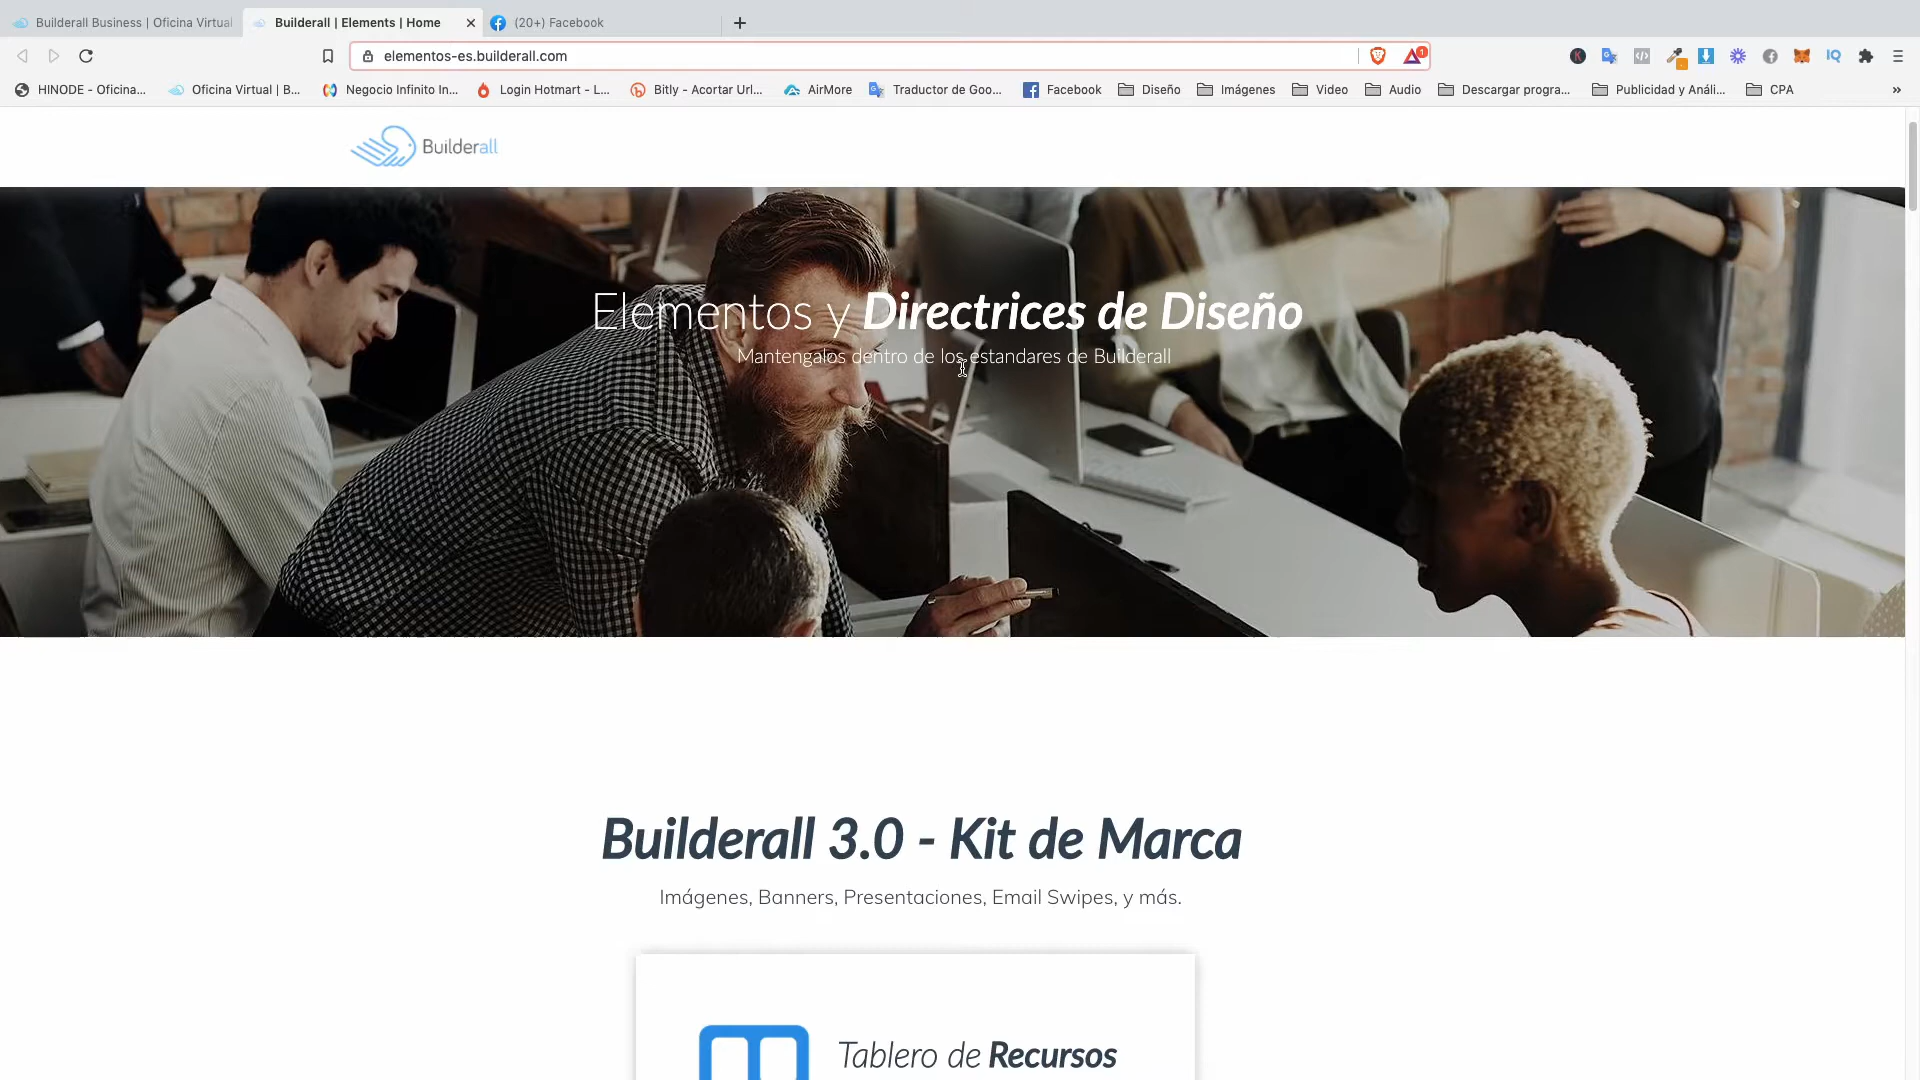 Builderall Business | Oficina Virtual
Builderall | Elements | Home
(20+) Facebook
elementos-es.builderall.com
1
K
IQ
HINODE - Oficina...
Oficina Virtual | B...
Negocio Infinito In...
Login Hotmart - L...
Bitly - Acortar Url...
AirMore
Traductor de Goo...
Facebook
Diseño
Imágenes
Video
Audio
Descargar progra...
Publicidad y Análi...
CPA
Builderall
Elementos y Directrices de Diseño
Mantengalos dentro de los estandares de Builderall
Builderall 3.0 - Kit de Marca
Imágenes, Banners, Presentaciones, Email Swipes, y más.
Tablero de Recursos